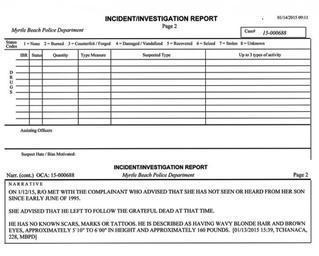 INCIDENT/INVESTIGATION REPORT
01/14/2015 09:11
Myrtle Beach Police Department
Page 2
Case# 15-000688
Status Codes 1 = None 2 = Burned 3 = Counterfeit / Forged 4 = Damaged / Vandalized 5 = Recovered 6 = Seized 7 = Stolen 8 = Unknown
IBR Status Quantity Type Measure Suspected Type Up to 3 types of activity
DRUGS
Assisting Officers
Suspect Hate / Bias Motivated:
INCIDENT/INVESTIGATION REPORT
Narr. (cont.) OCA: 15-000688 Myrtle Beach Police Department Page 2
NARRATIVE
ON 1/12/15, R/O MET WITH THE COMPLAINANT WHO ADVISED THAT SHE HAS NOT SEEN OR HEARD FROM HER SON
SINCE EARLY JUNE OF 1995.
SHE ADVISED THAT HE LEFT TO FOLLOW THE GRATEFUL DEAD AT THAT TIME.
HE HAS NO KNOWN SCARS, MARKS OR TATTOOS. HE IS DESCRIBED AS HAVING WAVY BLONDE HAIR AND BROWN
EYES, APPROXIMATELY 5'10" TO 6'00" IN HEIGHT AND APPROXIMATELY 160 POUNDS. [01/13/2015 15:39, TCHANACA,
228, MBPD]